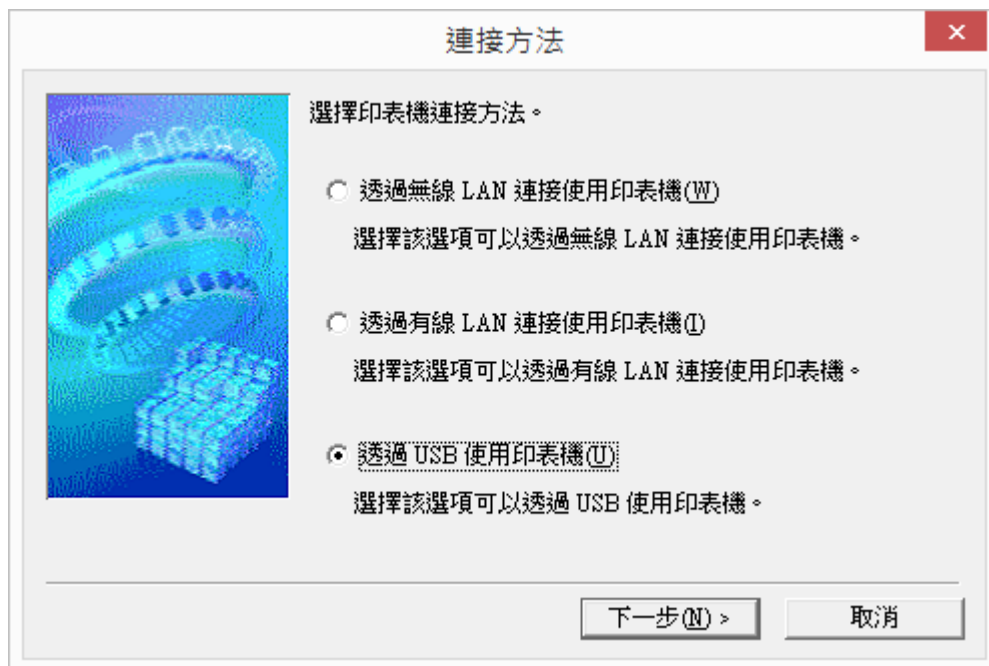 連接方法
選擇印表機連接方法。
透過無線 LAN 連接使用印表機(W)
選擇該選項可以透過無線 LAN 連接使用印表機。
透過有線 LAN 連接使用印表機(I)
選擇該選項可以透過有線 LAN 連接使用印表機。
透過 USB 使用印表機(U)
選擇該選項可以透過 USB 使用印表機。
下一步(N) >
取消